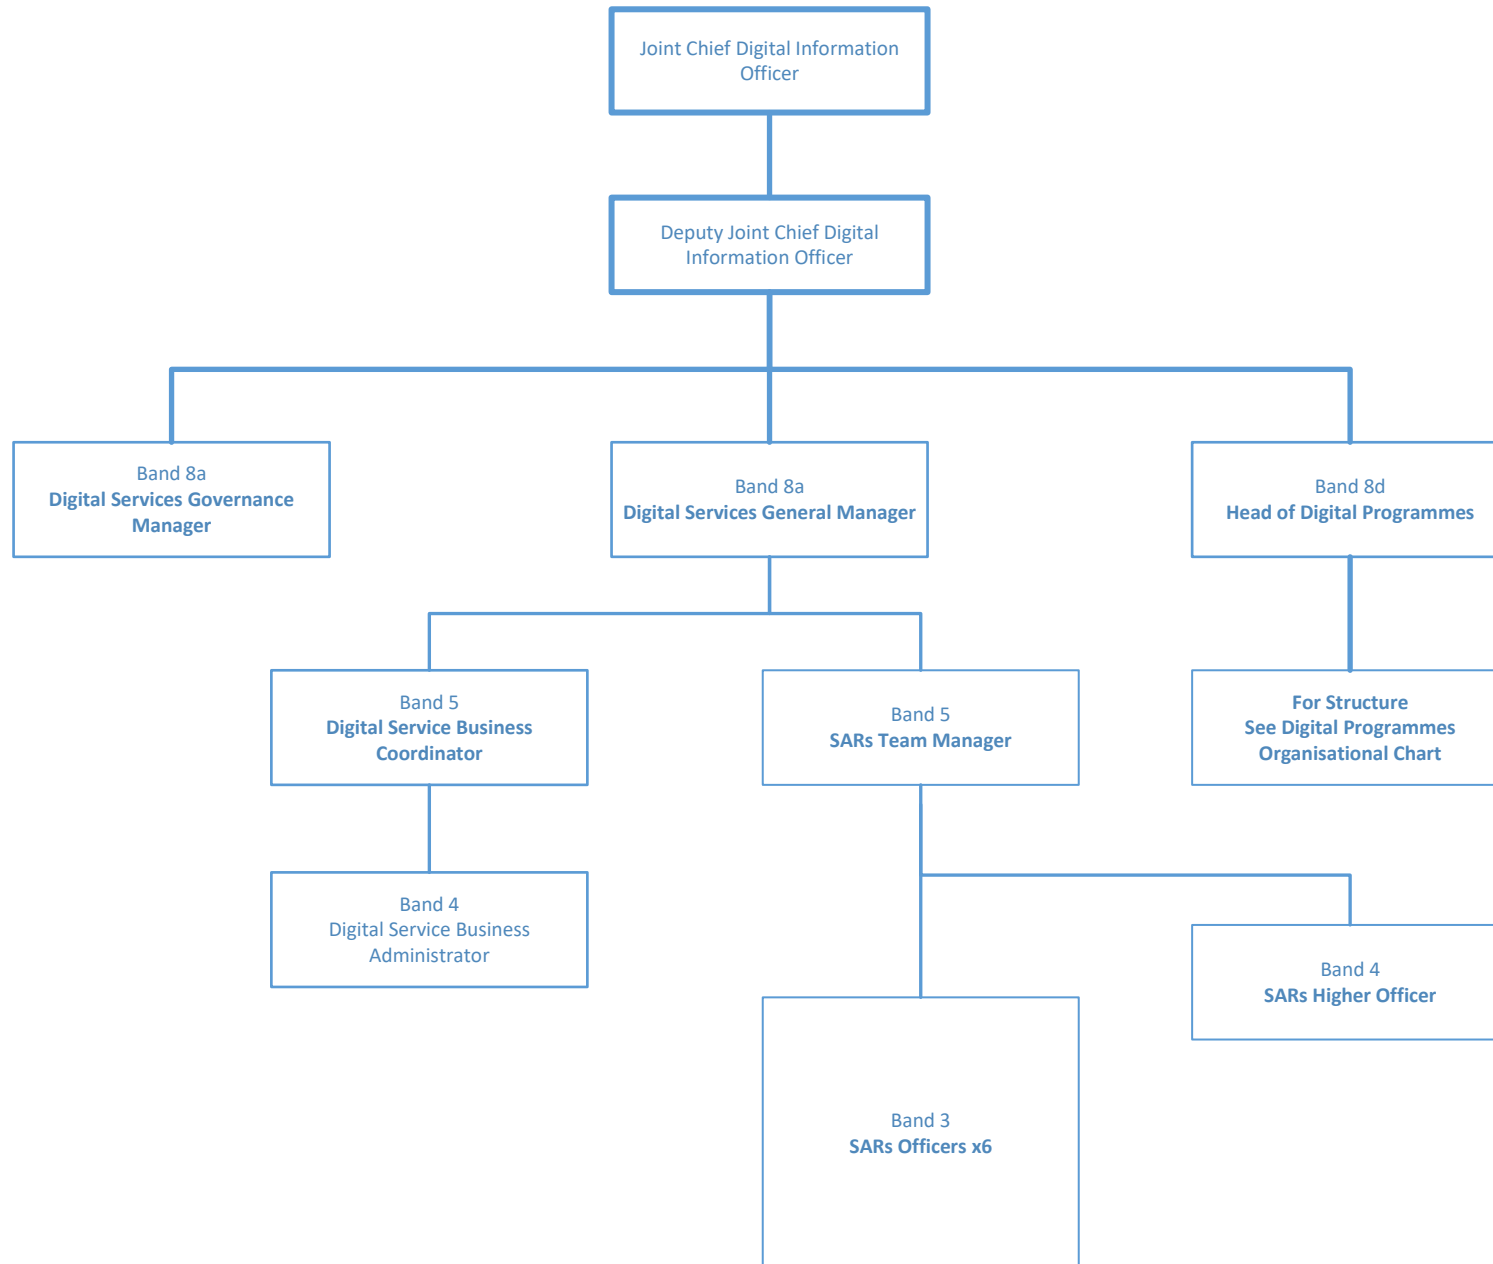 Joint Chief Digital Information
Officer
Deputy Joint Chief Digital
Information Officer
Band 8a
Digital Services Governance
Manager
Band 8a
Digital Services General Manager
Band 8d
Head of Digital Programmes
Band 5
Digital Service Business
Coordinator
Band 5
SARs Team Manager
For Structure
See Digital Programmes
Organisational Chart
Band 4
Digital Service Business
Administrator
Band 4
SARs Higher Officer
Band 3
SARs Officers x6